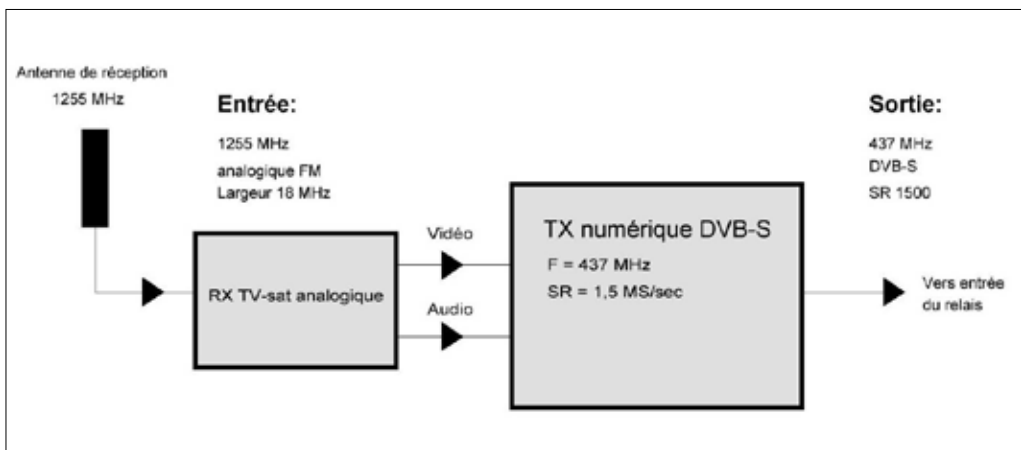 Antenne de réception
1255 MHz
Entrée:
1255 MHz
analogique FM
Largeur 18 MHz
Sortie:
437 MHz
DVB-S
SR 1500
RX TV-sat analogique
Vidéo
Audio
TX numérique DVB-S
F = 437 MHz
SR = 1,5 MS/sec
Vers entrée
du relais